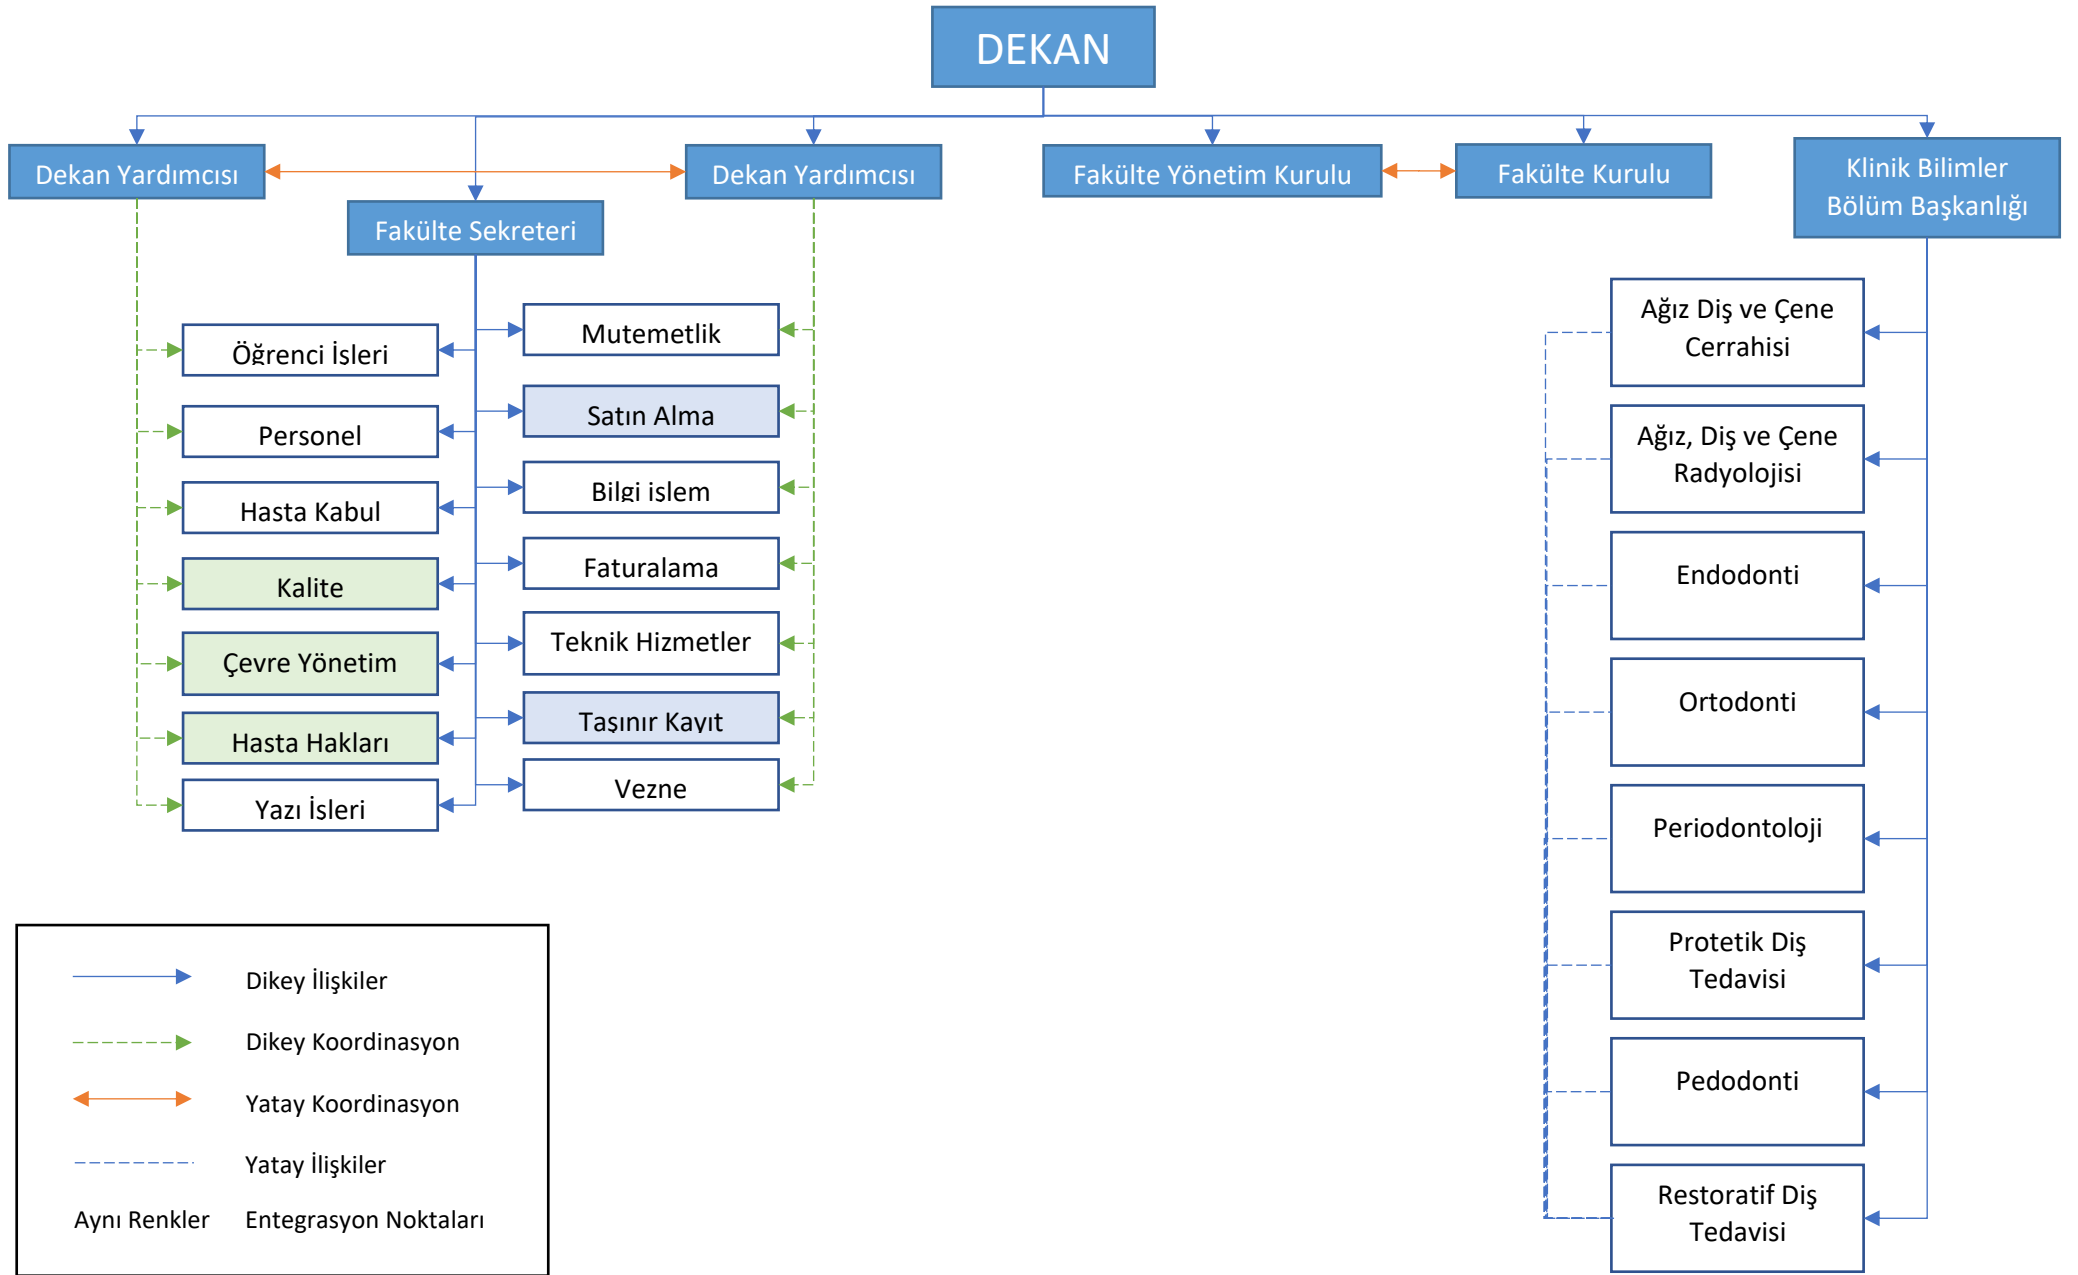 DEKAN
Dekan Yardımcısı
Dekan Yardımcısı
Fakülte Yönetim Kurulu
Fakülte Kurulu
Klinik Bilimler
Bölüm Başkanlığı
Fakülte Sekreteri
Öğrenci İşleri
Personel
Hasta Kabul
Kalite
Çevre Yönetim
Hasta Hakları
Yazı İşleri
Mutemetlik
Satın Alma
Bilgi işlem
Faturalama
Teknik Hizmetler
Taşınır Kayıt
Vezne
Ağız Diş ve Çene
Cerrahisi
Ağız, Diş ve Çene
Radyolojisi
Endodonti
Ortodonti
Periodontoloji
Protetik Diş
Tedavisi
Pedodonti
Restoratif Diş
Tedavisi
Dikey İlişkiler
Dikey Koordinasyon
Yatay Koordinasyon
Yatay İlişkiler
Aynı Renkler Entegrasyon Noktaları